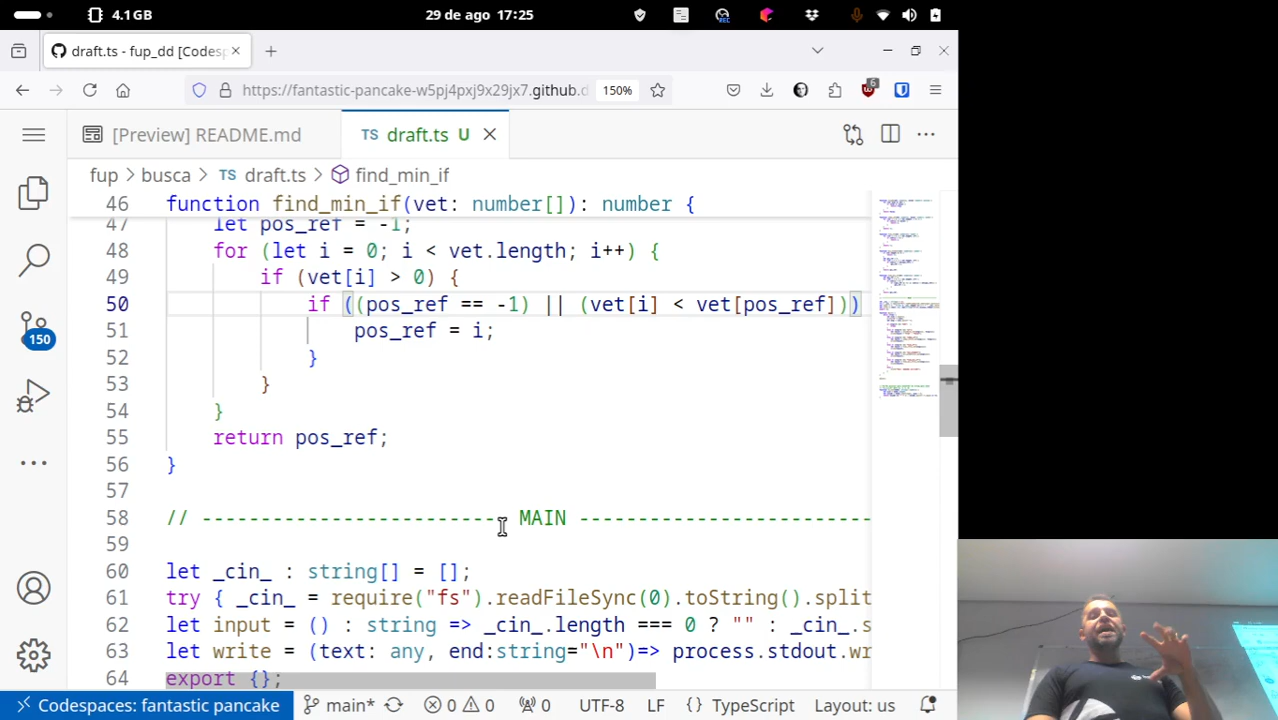 4.1GB
29 de ago 17:25
REC
draft.ts - fup_dd [Codesp
https://fantastic-pancake-w5pj4pxj9x29jx7.github.d
150%
6
[Preview] README.md
TS draft.ts U
fup > busca > TS draft.ts > find_min_if
46 function find_min_if(vet: number[]): number {
47 let pos_ref = -1;
48 for (let i = 0; i < vet.length; i++) {
49 if (vet[i] > 0) {
50 if ((pos_ref == -1) || (vet[i] < vet[pos_ref]))
51 pos_ref = i;
52 }
53 }
54 }
55 return pos_ref;
56 }
57
58 // ------------------------- MAIN -------------------------
59
60 let _cin_ : string[] = [];
61 try { _cin_ = require("fs").readFileSync(0).toString().split
62 let input = () : string => _cin_.length === 0 ? "" : _cin_.s
63 let write = (text: any, end:string="\n")=> process.stdout.wr
64 export {};
150
Codespaces: fantastic pancake
main*
0 0
0
UTF-8
LF
{} TypeScript
Layout: us